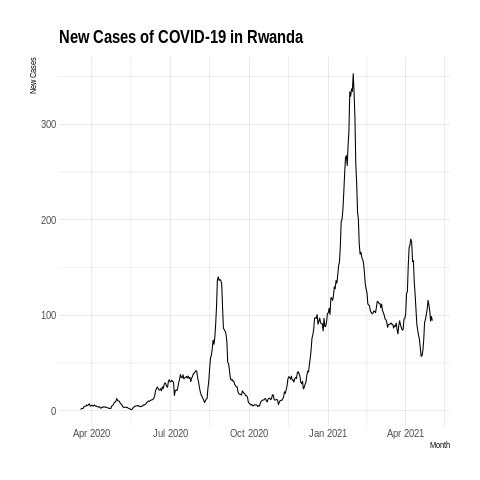 New Cases of COVID-19 in Rwanda
New Cases
300
200
100
0
Apr 2020 Jul 2020 Oct 2020 Jan 2021 Apr 2021
Month